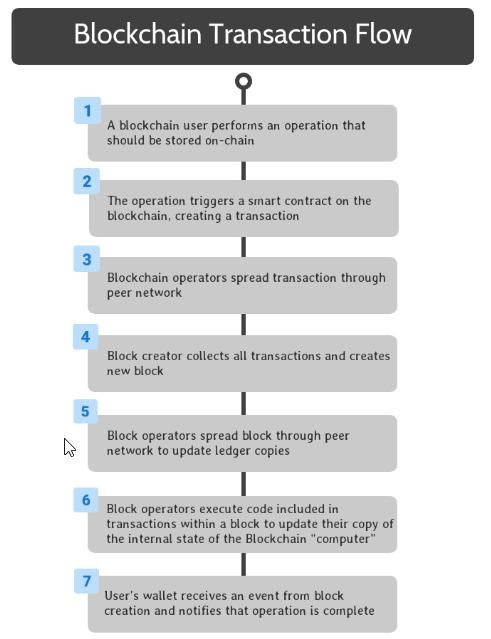 Blockchain Transaction Flow
1
A blockchain user performs an operation that
should be stored on-chain
2
The operation triggers a smart contract on the
blockchain, creating a transaction
3
Blockchain operators spread transaction through
peer network
4
Block creator collects all transactions and creates
new block
5
Block operators spread block through peer
network to update ledger copies
6
Block operators execute code included in
transactions within a block to update their copy of
the internal state of the Blockchain “computer”
7
User's wallet receives an event from block
creation and notifies that operation is complete